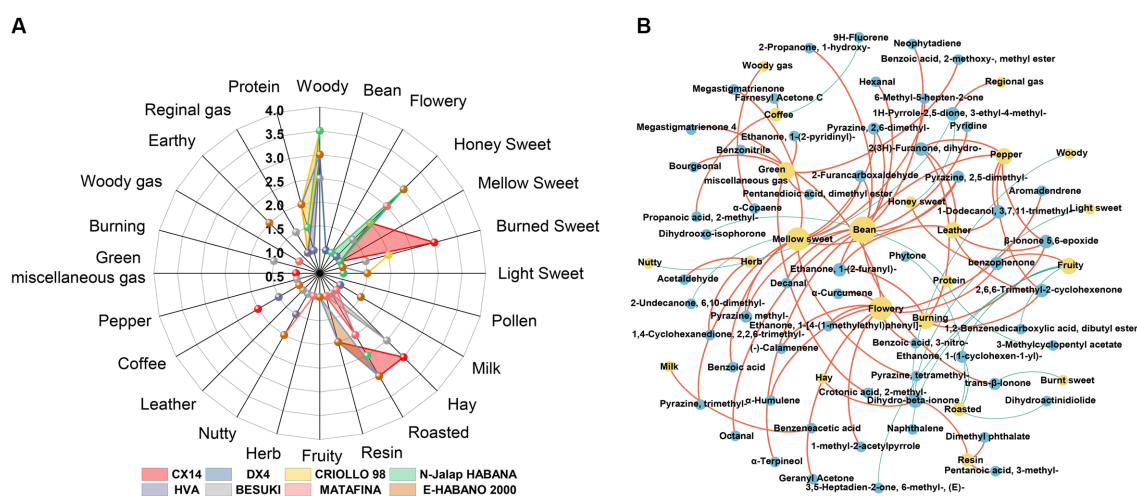 A
Woody
Bean
Flowery
Honey Sweet
Mellow Sweet
Burned Sweet
Light Sweet
Pollen
Milk
Hay
Roasted
Resin
Fruity
Herb
Nutty
Leather
Coffee
Pepper
Green
miscellaneous gas
Burning
Woody gas
Earthy
Reginal gas
Protein
4.0
3.5
3.0
2.5
2.0
1.5
1.0
0.5
CX14
DX4
CRIOLLO 98
N-Jalap HABANA
HVA
BESUKI
MATAFINA
E-HABANO 2000
B
9H-Fluorene
2-Propanone, 1-hydroxy-
Neophytadiene
Benzoic acid, 2-methoxy-, methyl ester
Woody gas
Hexanal
Regional gas
Megastigmatrienone
Farnesyl Acetone C
6-Methyl-5-hepten-2-one
Coffee
1H-Pyrrole-2,5-dione, 3-ethyl-4-methyl-
Megastigmatrienone 4
Ethanone, 1-(2-pyridinyl)-
Pyrazine, 2,6-dimethyl-
Pyridine
Benzonitrile
2(3H)-Furanone, dihydro-
Pepper
Woody
Bourgeonal
Green
miscellaneous gas
2-Furancarboxaldehyde
Pyrazine, 2,5-dimethyl-
Pentanedioic acid, dimethyl ester
Aromadendrene
Honey sweet
α-Copaene
1-Dodecanol, 3,7,11-trimethyl-
Light sweet
Propanoic acid, 2-methyl-
Dihydrooxo-isophorone
Mellow sweet
Bean
Leather
β-Ionone 5,6-epoxide
Nutty
Herb
Phytone
benzophenone
Fruity
Acetaldehyde
Ethanone, 1-(2-furanyl)-
Decanal
Protein
2,6,6-Trimethyl-2-cyclohexenone
α-Curcumene
2-Undecanone, 6,10-dimethyl-
Flowery
Pyrazine, methyl-
Burning
Ethanone, 1-[4-(1-methylethyl)phenyl]-
1,2-Benzenedicarboxylic acid, dibutyl ester
1,4-Cyclohexanedione, 2,2,6-trimethyl-
(-)-Calamenene
Benzoic acid, 3-nitro-
3-Methylcyclopentyl acetate
Ethanone, 1-(1-cyclohexen-1-yl)-
Milk
Benzoic acid
Hay
Pyrazine, tetramethyl-
trans-β-Ionone
Burnt sweet
Crotonic acid, 2-methyl-
Pyrazine, trimethyl-
α-Humulene
Dihydro-beta-ionone
Roasted
Dihydroactinidiolide
Benzeneacetic acid
Naphthalene
Octanal
Dimethyl phthalate
1-methyl-2-acetylpyrrole
α-Terpineol
Resin
Pentanoic acid, 3-methyl-
Geranyl Acetone
3,5-Heptadien-2-one, 6-methyl-, (E)-